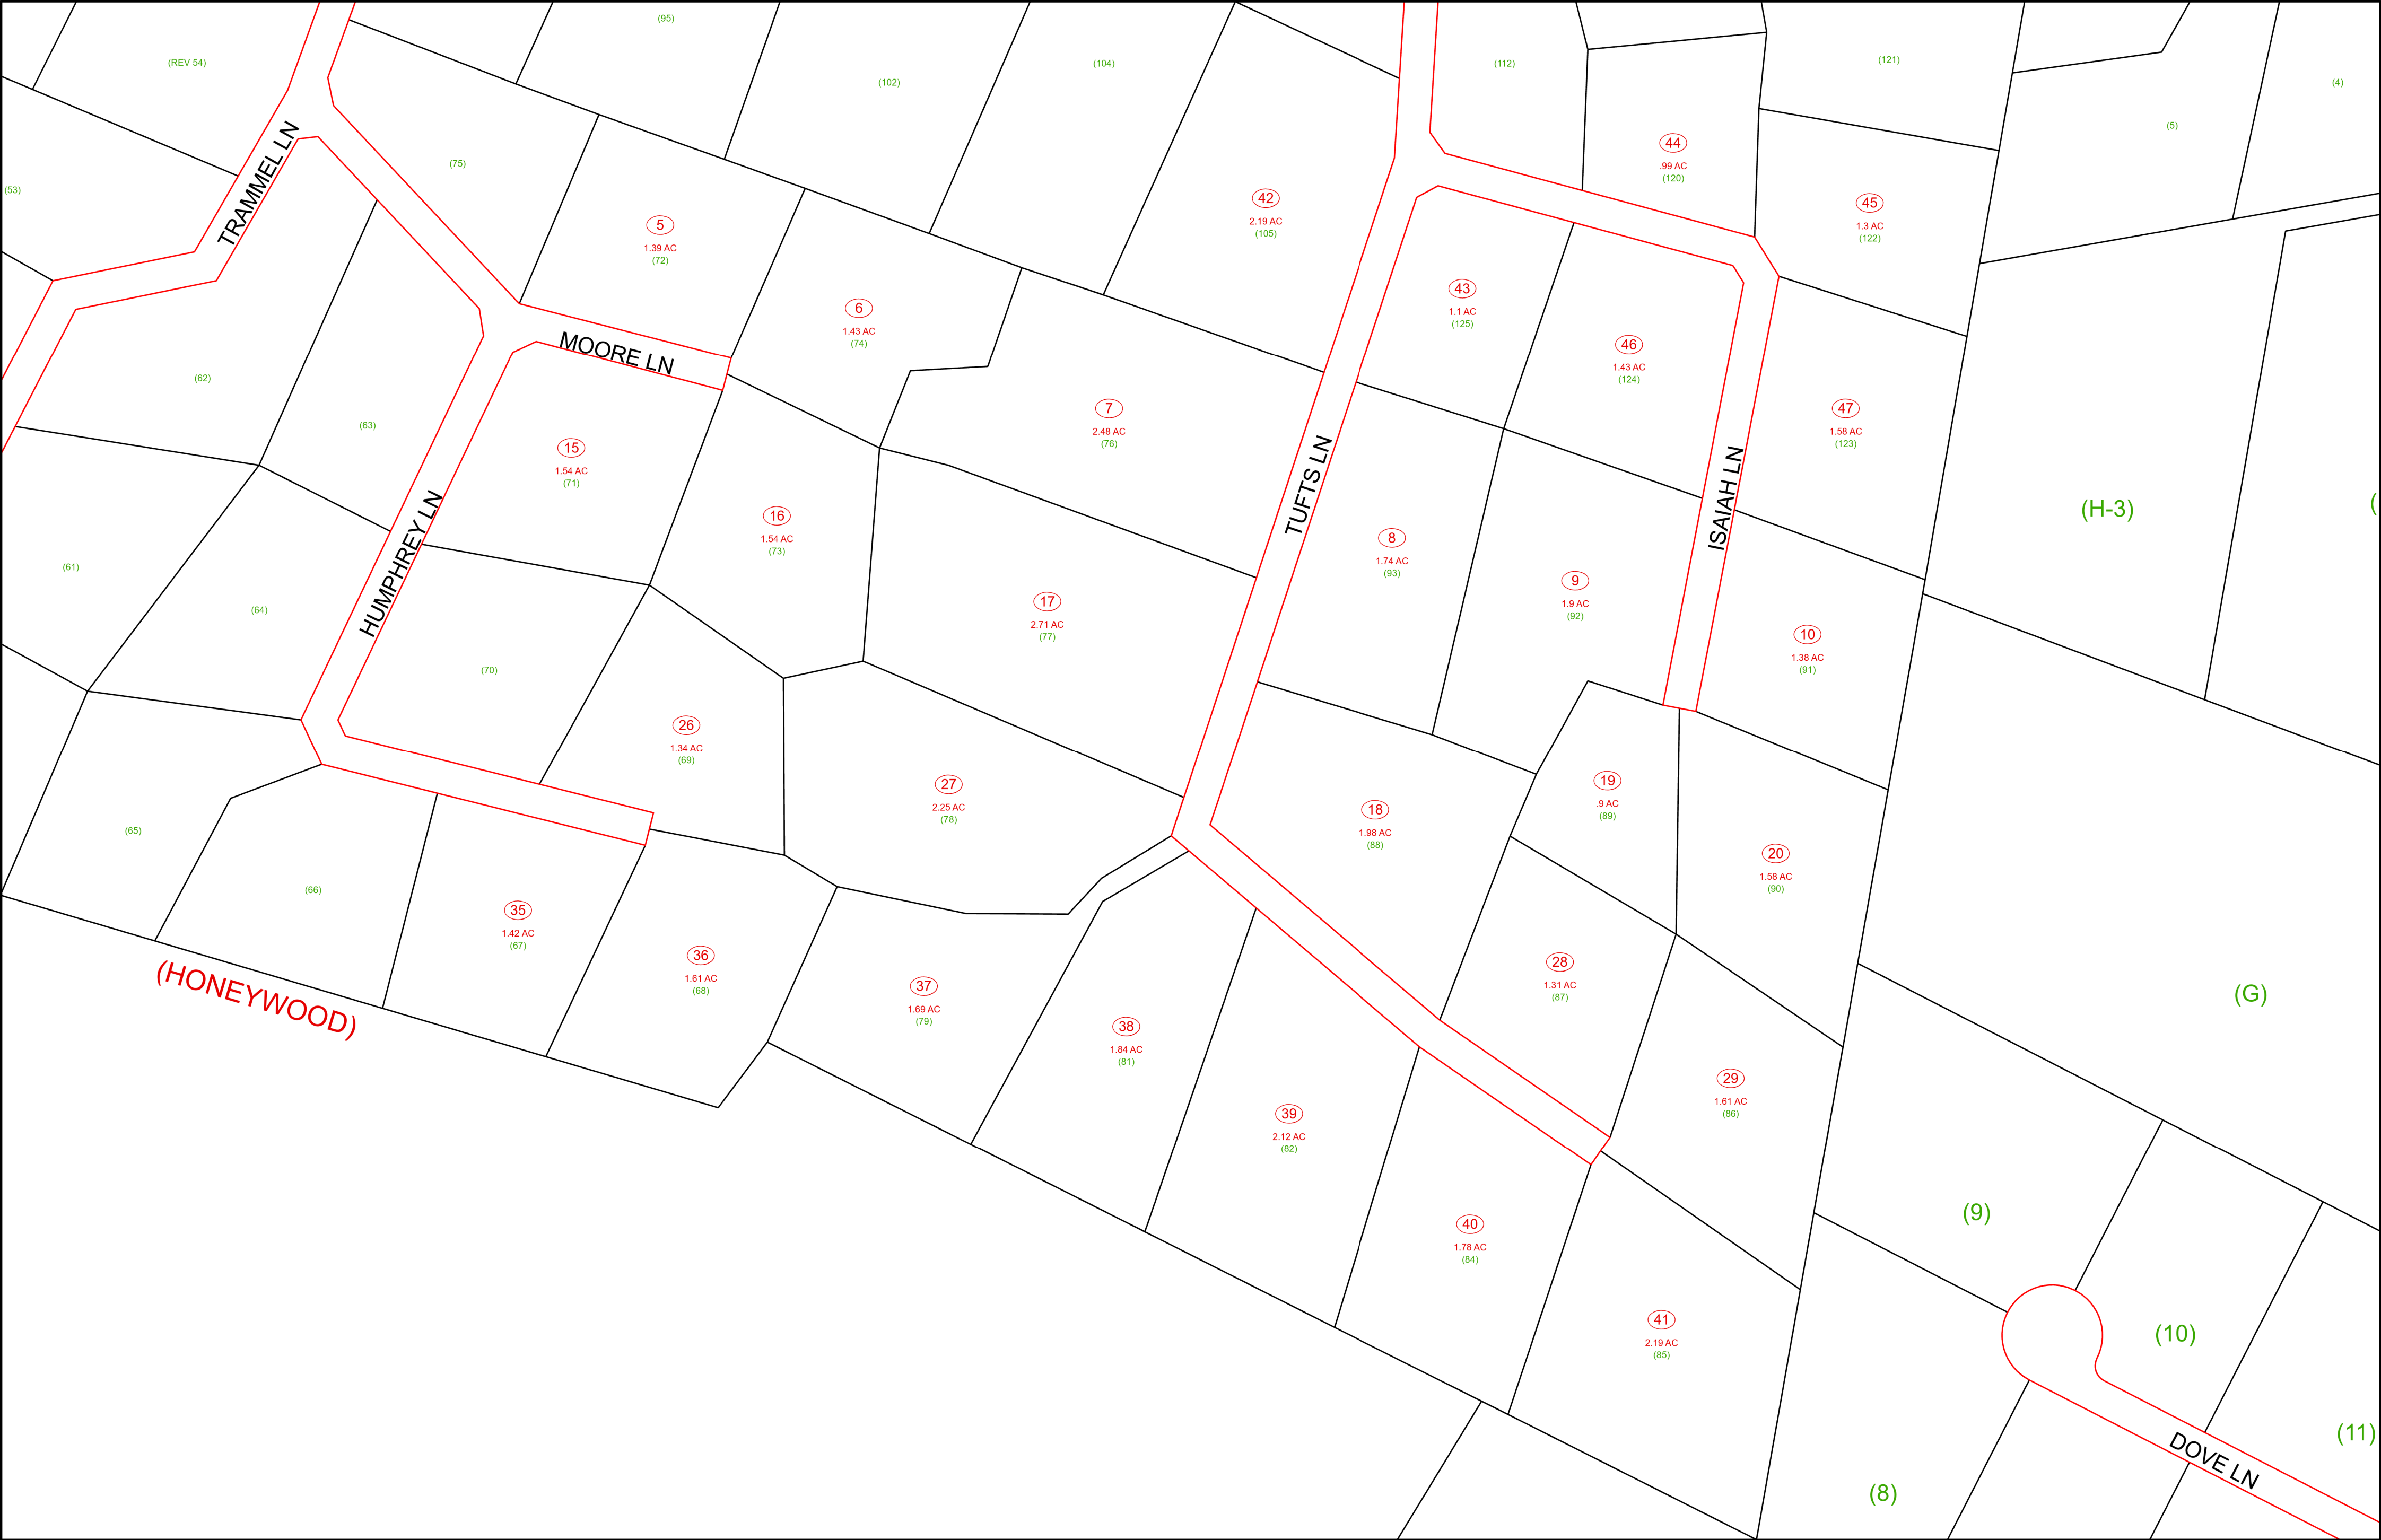 (95)
(REV 54)
(102)
(104)
(112)
(121)
(4)
(5)
(53)
TRAMMEL LN
(75)
5
1.39 AC
(72)
42
2.19 AC
(105)
44
.99 AC
(120)
45
1.3 AC
(122)
6
1.43 AC
(74)
43
1.1 AC
(125)
46
1.43 AC
(124)
MOORE LN
(62)
(63)
7
2.48 AC
(76)
47
1.58 AC
(123)
15
1.54 AC
(71)
TUFTS LN
ISAIAH LN
(H-3)
(
16
1.54 AC
(73)
8
1.74 AC
(93)
HUMPHREY LN
(61)
(64)
17
2.71 AC
(77)
9
1.9 AC
(92)
10
1.38 AC
(91)
(70)
26
1.34 AC
(69)
27
2.25 AC
(78)
18
1.98 AC
(88)
19
.9 AC
(89)
20
1.58 AC
(90)
(65)
(66)
35
1.42 AC
(67)
36
1.61 AC
(68)
37
1.69 AC
(79)
28
1.31 AC
(87)
(G)
(HONEYWOOD)
38
1.84 AC
(81)
29
1.61 AC
(86)
39
2.12 AC
(82)
40
1.78 AC
(84)
(9)
41
2.19 AC
(85)
(10)
(11)
DOVE LN
(8)